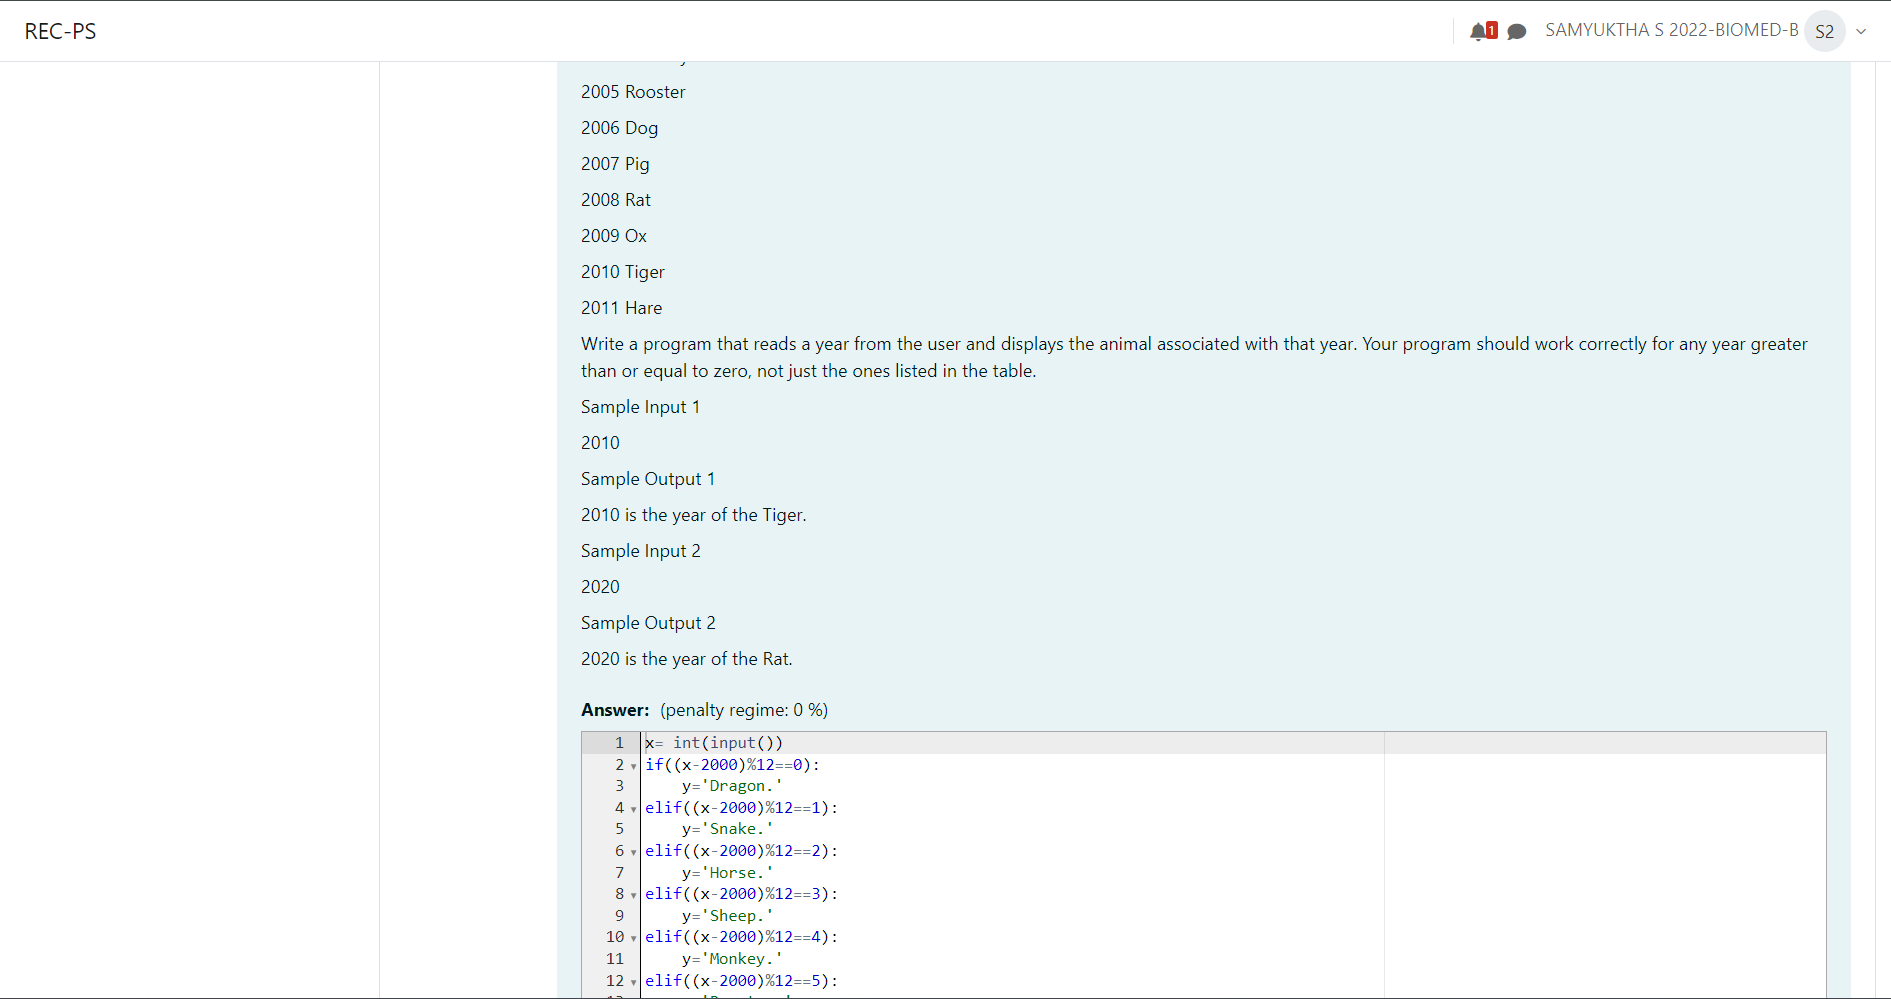 REC-PS
1
SAMYUKTHA S 2022-BIOMED-B
S2
2005 Rooster
2006 Dog
2007 Pig
2008 Rat
2009 Ox
2010 Tiger
2011 Hare
Write a program that reads a year from the user and displays the animal associated with that year. Your program should work correctly for any year greater
than or equal to zero, not just the ones listed in the table.
Sample Input 1
2010
Sample Output 1
2010 is the year of the Tiger.
Sample Input 2
2020
Sample Output 2
2020 is the year of the Rat.
Answer: (penalty regime: 0 %)
1 x= int(input())
2 if((x-2000)%12==0):
3 y='Dragon.'
4 elif((x-2000)%12==1):
5 y='Snake.'
6 elif((x-2000)%12==2):
7 y='Horse.'
8 elif((x-2000)%12==3):
9 y='Sheep.'
10 elif((x-2000)%12==4):
11 y='Monkey.'
12 elif((x-2000)%12==5):